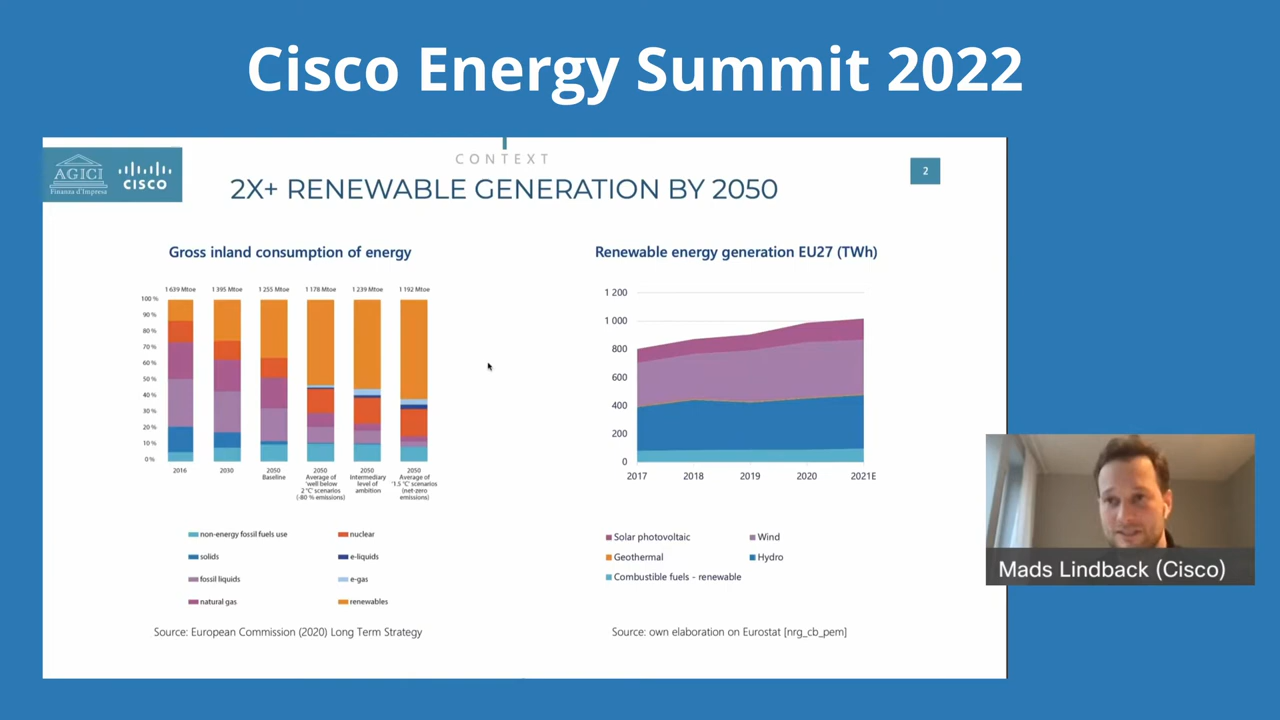 Cisco Energy Summit 2022
AGICI
Finanza d'Impresa
CISCO
CONTEXT
2X+ RENEWABLE GENERATION BY 2050
2
Gross inland consumption of energy
1 639 Mtoe 1 395 Mtoe 1 255 Mtoe 1 178 Mtoe 1 239 Mtoe 1 192 Mtoe
100 %
90 %
80 %
70 %
60 %
50 %
40 %
30 %
20 %
10 %
0 %
2016
2030
2050
Baseline
2050
Average of
'well below
2 °C' scenarios
(-80 % emissions)
2050
Intermediary
level of
ambition
2050
Average of
'1.5 °C' scenarios
(net-zero
emissions)
non-energy fossil fuels use
nuclear
solids
e-liquids
fossil liquids
e-gas
natural gas
renewables
Source: European Commission (2020) Long Term Strategy
Renewable energy generation EU27 (TWh)
1 200
1 000
800
600
400
200
0
2017 2018 2019 2020 2021E
Solar photovoltaic
Wind
Geothermal
Hydro
Combustible fuels - renewable
Source: own elaboration on Eurostat [nrg_cb_pem]
Mads Lindback (Cisco)